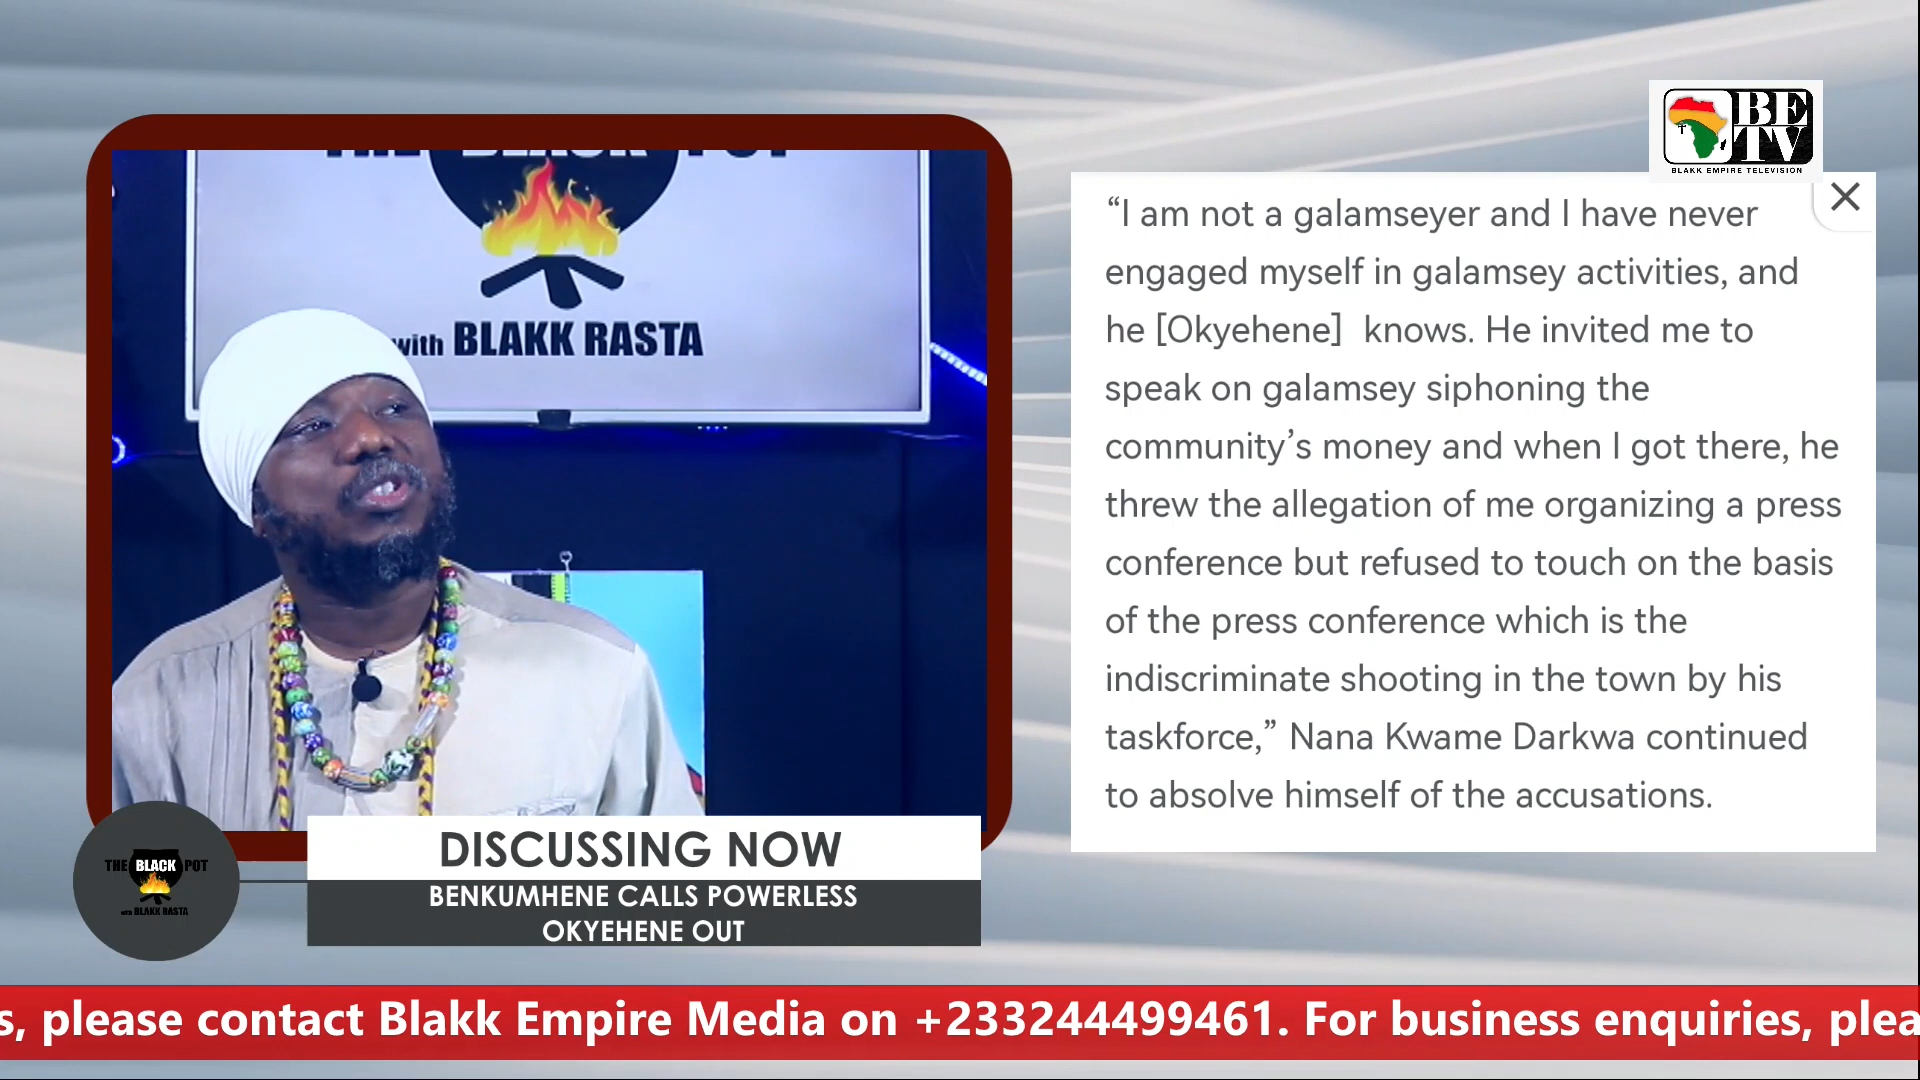 BE
TV
BLAKK EMPIRE TELEVISION
THE BLACK POT
with BLAKK RASTA
“I am not a galamseyer and I have never
engaged myself in galamsey activities, and
he [Okyehene]  knows. He invited me to
speak on galamsey siphoning the
community’s money and when I got there, he
threw the allegation of me organizing a press
conference but refused to touch on the basis
of the press conference which is the
indiscriminate shooting in the town by his
taskforce,” Nana Kwame Darkwa continued
to absolve himself of the accusations.
THE BLACK POT
with BLAKK RASTA
DISCUSSING NOW
BENKUMHENE CALLS POWERLESS
OKYEHENE OUT
s, please contact Blakk Empire Media on +233244499461. For business enquiries, plea